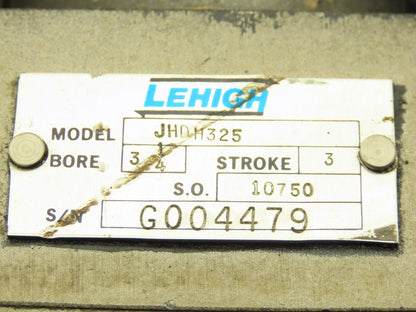 LEHIGH
MODEL JHDH325
BORE 3 1/4 STROKE 3
S.O. 10750
S/N G004479